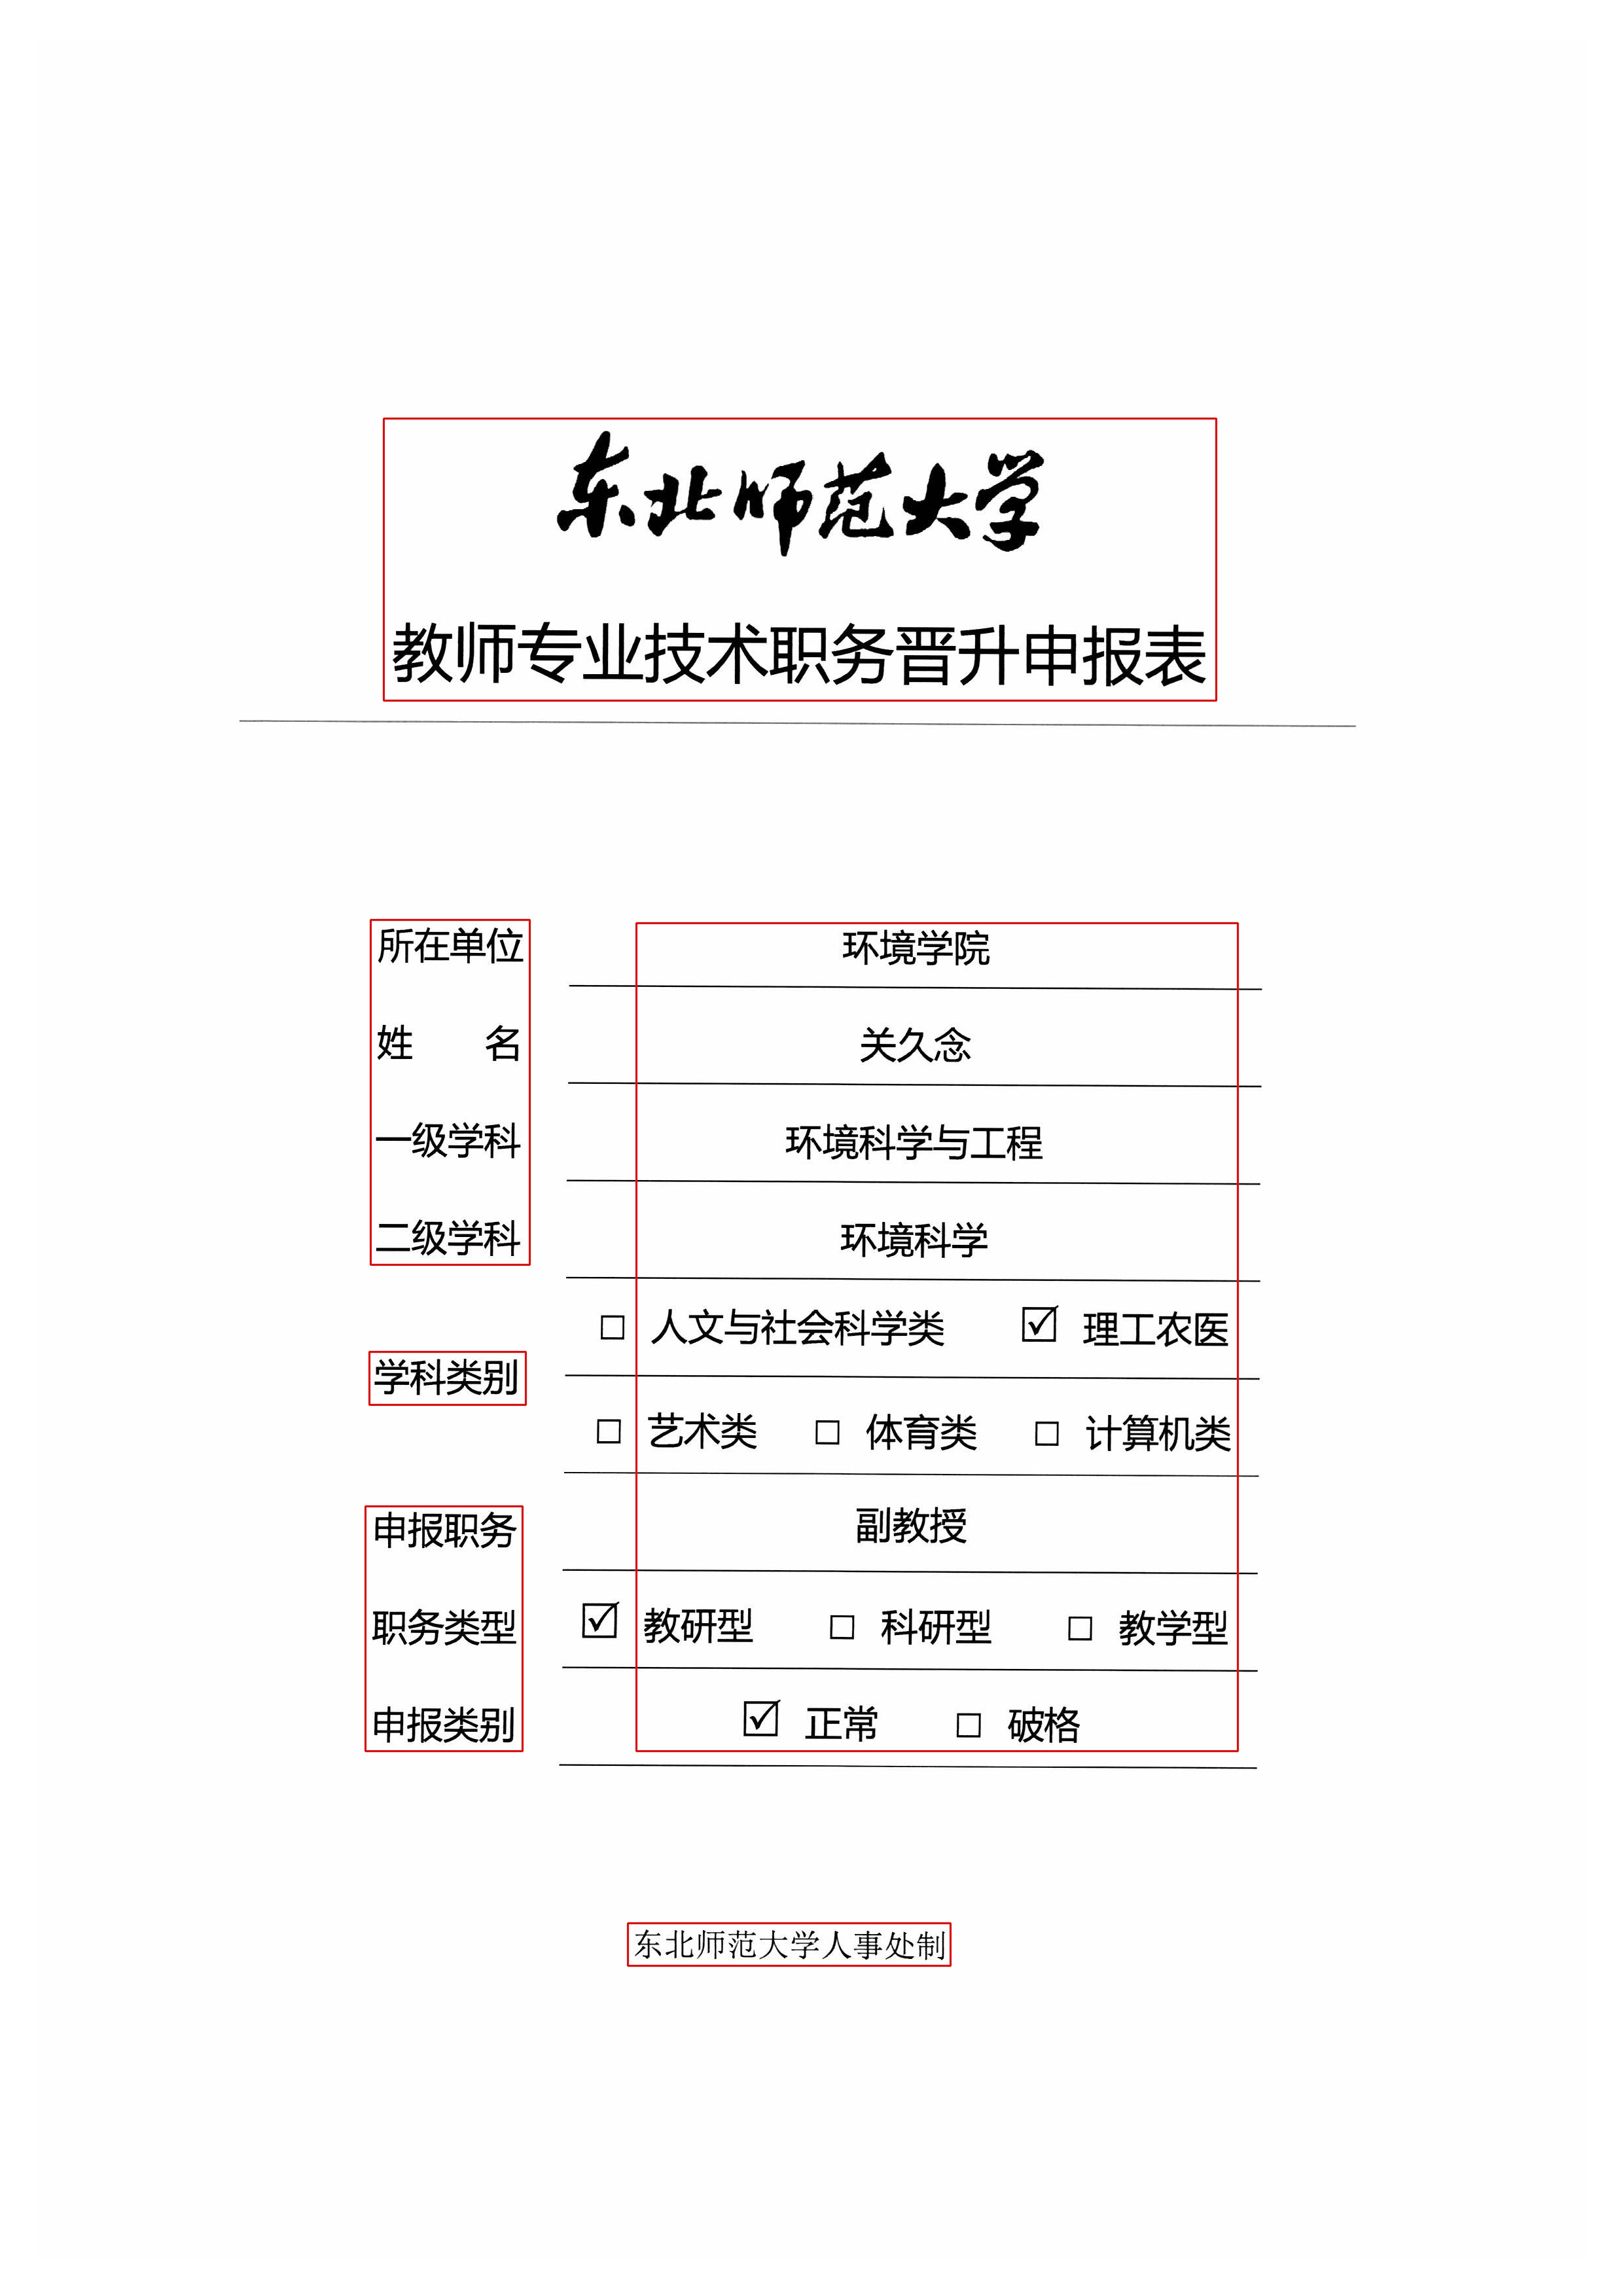 东北师范大学
教师专业技术职务晋升申报表
所在单位 环境学院
姓 名 关久念
一级学科 环境科学与工程
二级学科 环境科学
学科类别
□ 人文与社会科学类 ☑ 理工农医
□ 艺术类 □ 体育类 □ 计算机类
申报职务 副教授
职务类型 ☑ 教研型 □ 科研型 □ 教学型
申报类别 ☑ 正常 □ 破格
东北师范大学人事处制